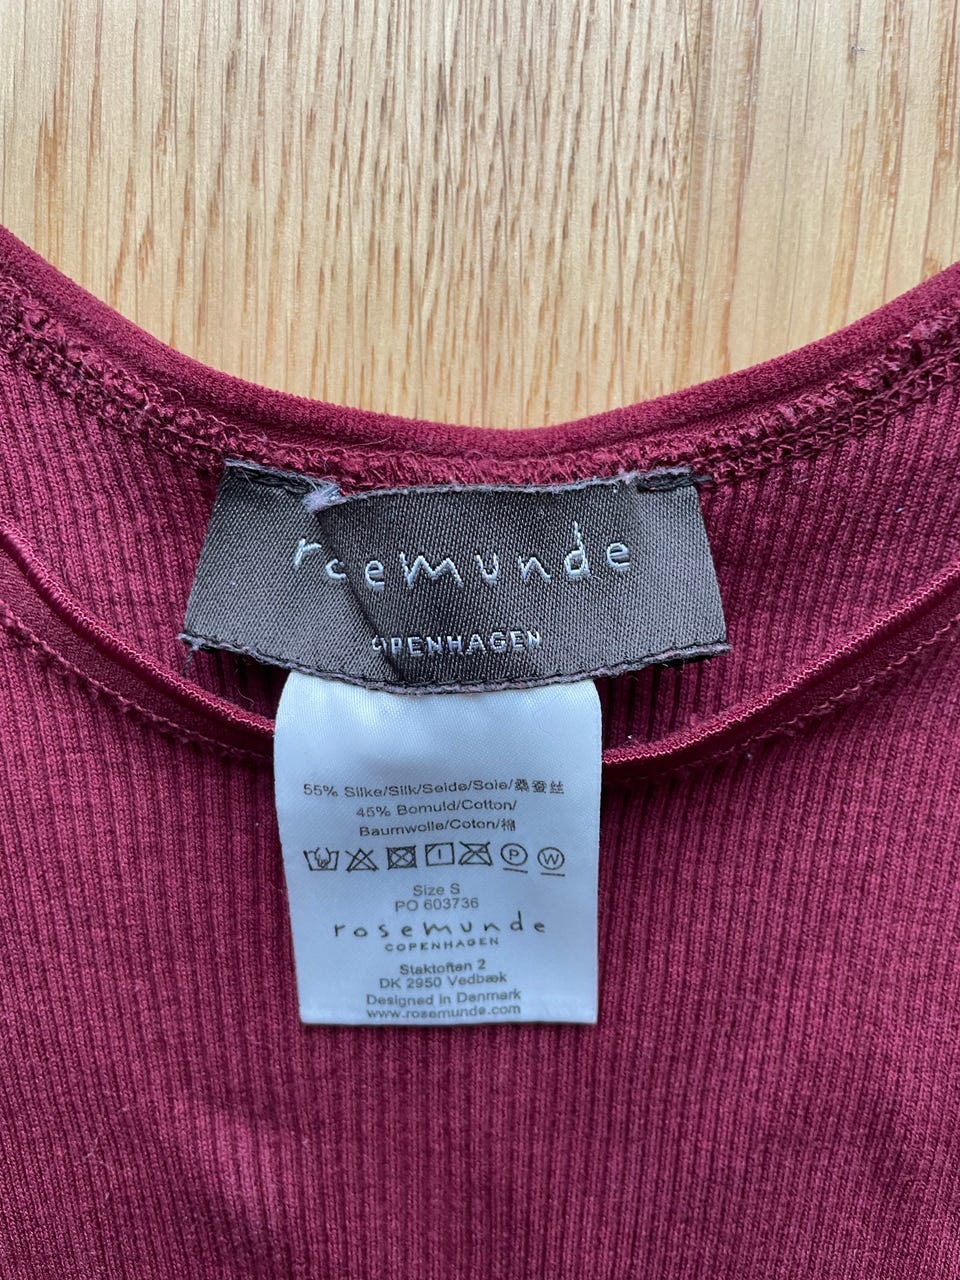 rosemunde
COPENHAGEN
55% Silke/Silk/Seide/Soie/桑蚕丝
45% Bomuld/Cotton/
Baumwolle/Coton/棉
P W
Size S
PO 603736
rosemunde
COPENHAGEN
Staktoften 2
DK 2950 Vedbæk
Designed in Denmark
www.rosemunde.com